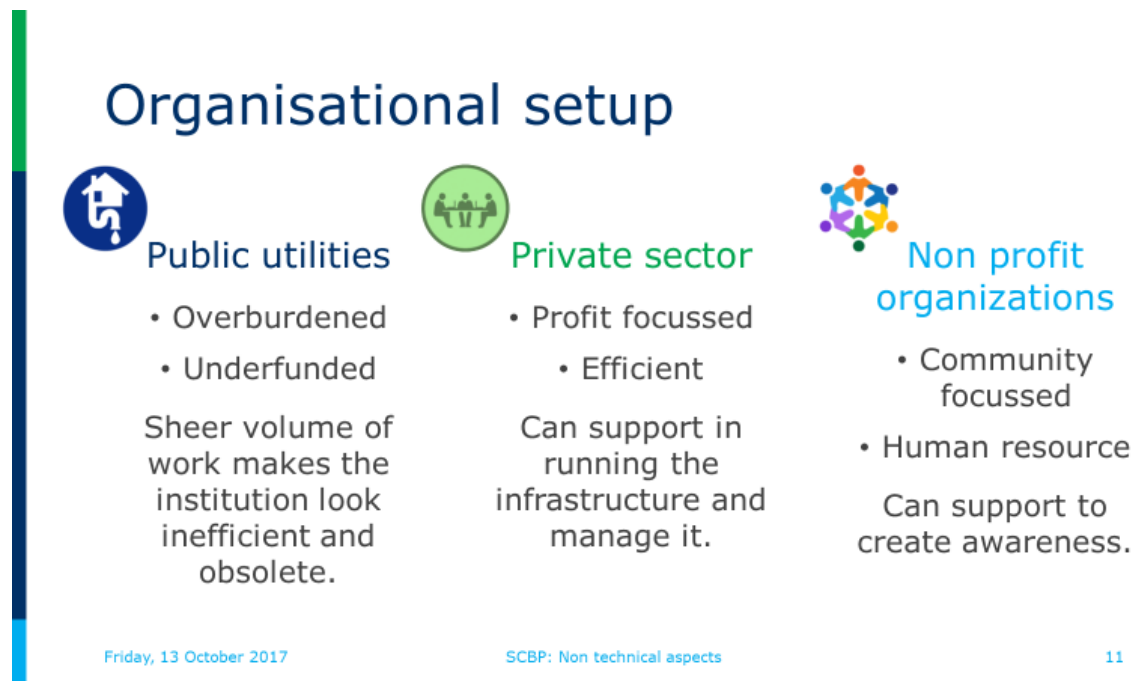 Organisational setup
Public utilities
• Overburdened
• Underfunded
Sheer volume of
work makes the
institution look
inefficient and
obsolete.
Private sector
• Profit focussed
• Efficient
Can support in
running the
infrastructure and
manage it.
Non profit
organizations
• Community
focussed
• Human resource
Can support to
create awareness.
Friday, 13 October 2017
SCBP: Non technical aspects
11